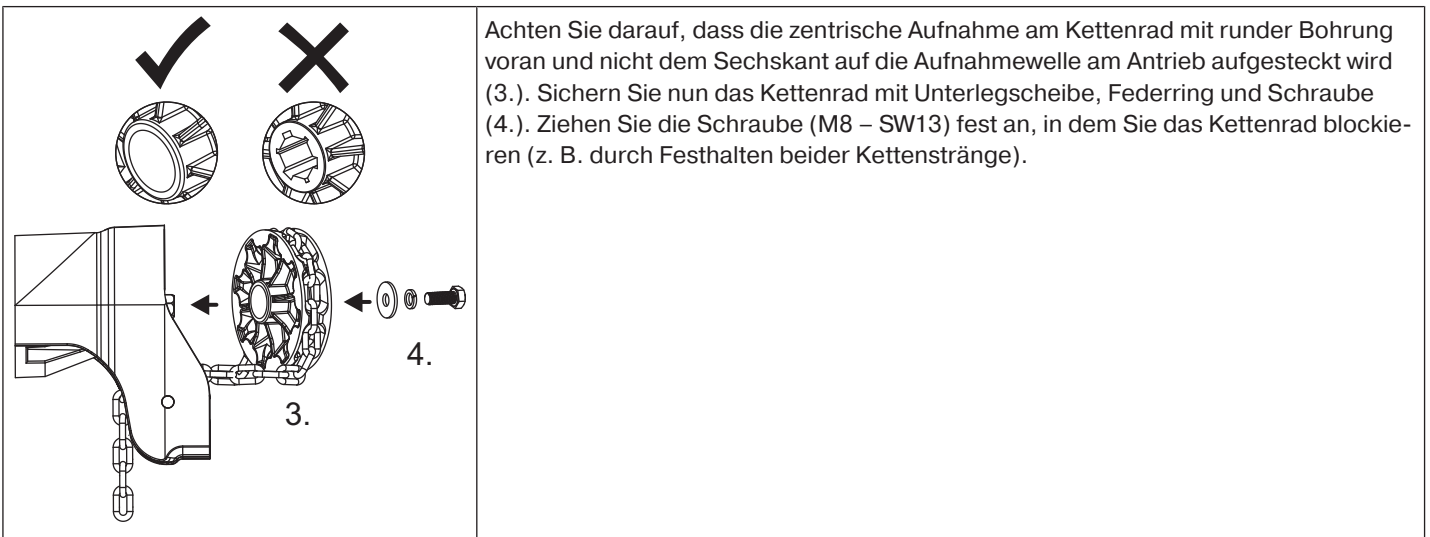 Achten Sie darauf, dass die zentrische Aufnahme am Kettenrad mit runder Bohrung
voran und nicht dem Sechskant auf die Aufnahmewelle am Antrieb aufgesteckt wird
(3.). Sichern Sie nun das Kettenrad mit Unterlegscheibe, Federring und Schraube
(4.). Ziehen Sie die Schraube (M8 – SW13) fest an, in dem Sie das Kettenrad blockie-
ren (z. B. durch Festhalten beider Kettenstränge).
4.
3.